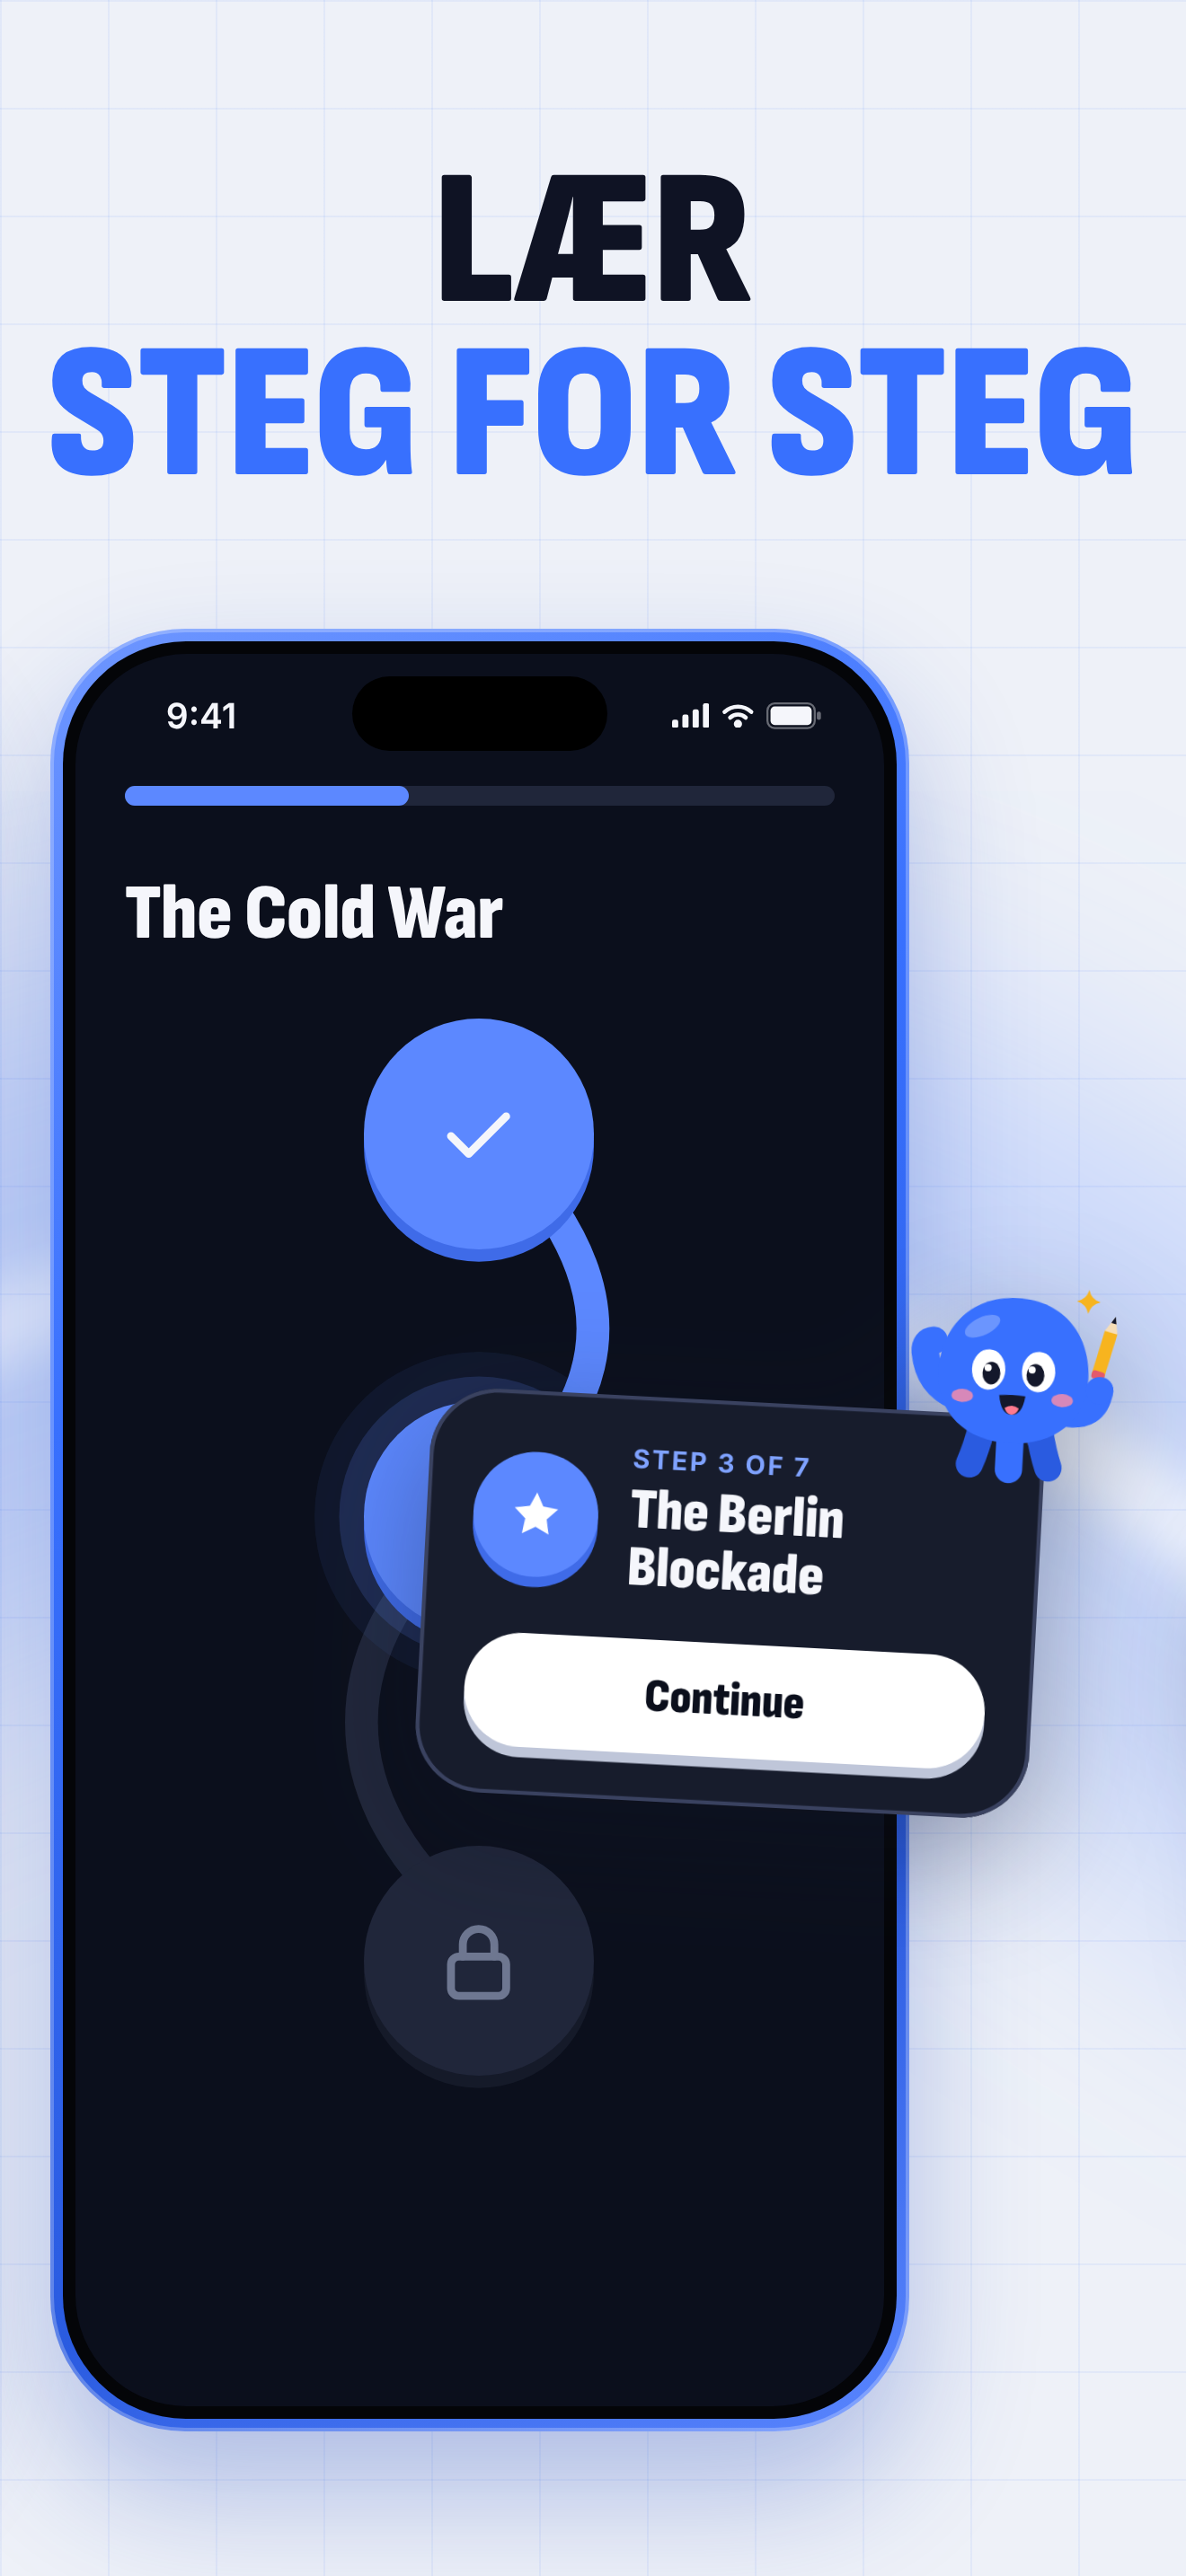 LÆR
STEG FOR STEG
9:41
The Cold War
STEP 3 OF 7
The Berlin
Blockade
Continue